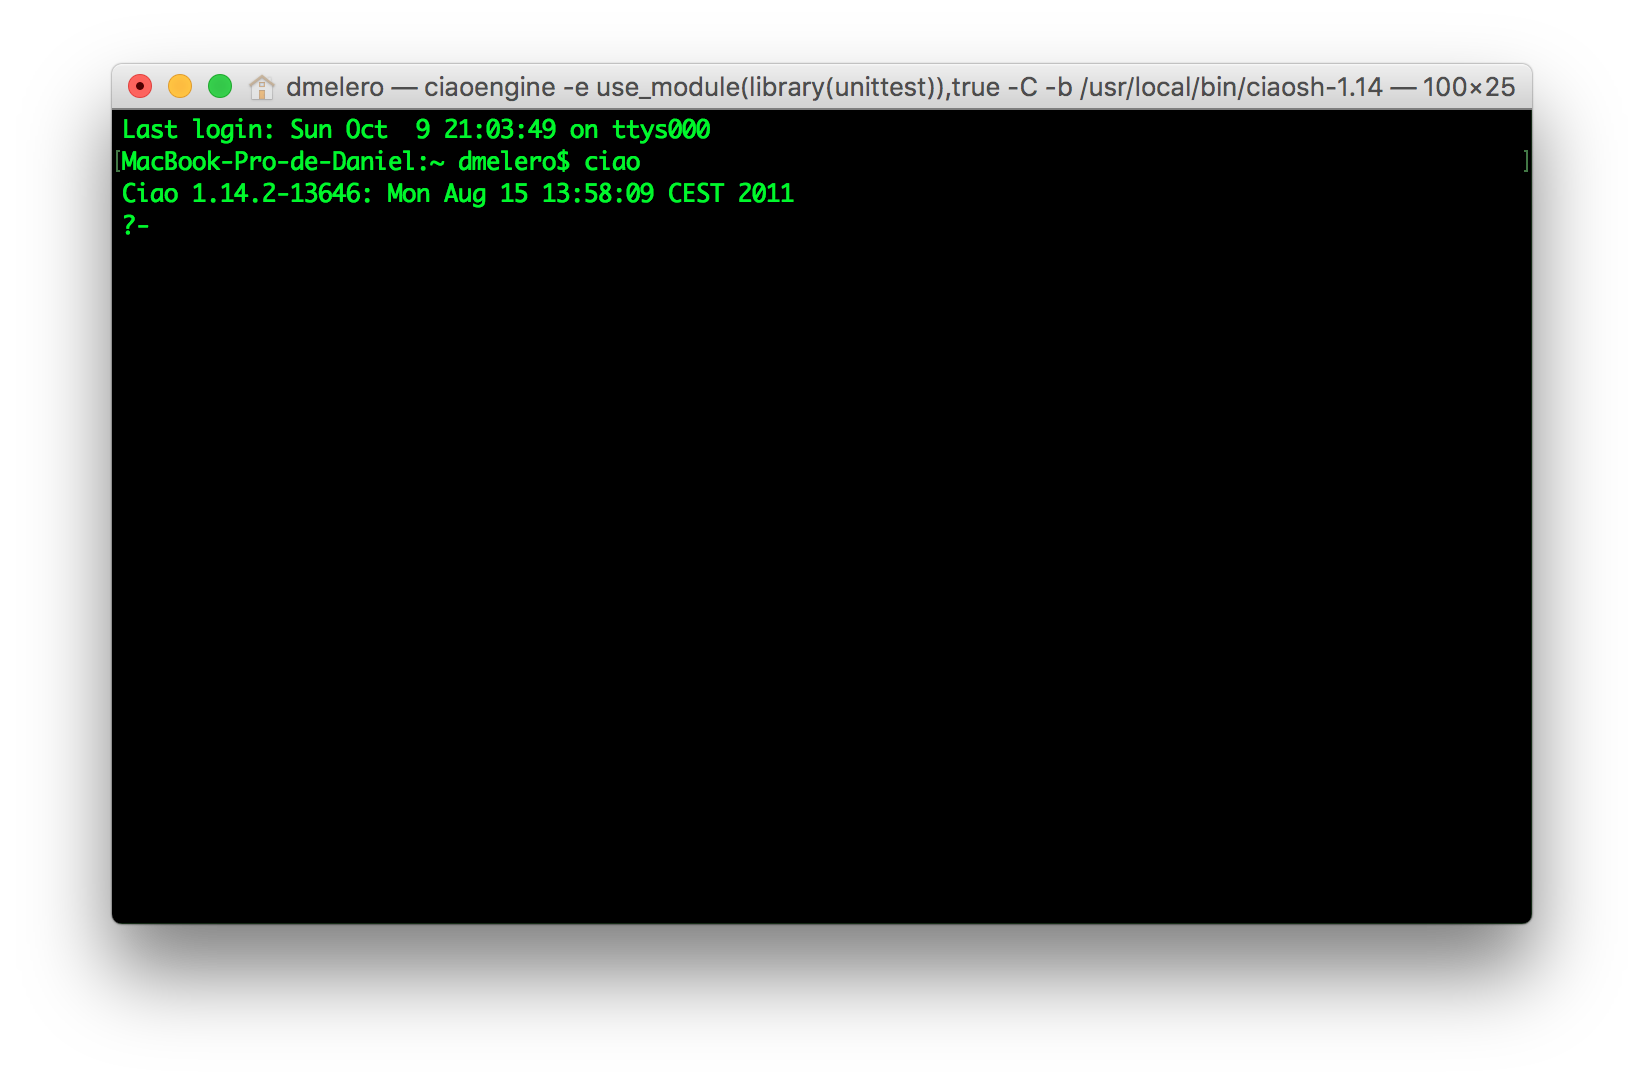 dmelero — ciaoengine -e use_module(library(unittest)),true -C -b /usr/local/bin/ciaosh-1.14 — 100×25
Last login: Sun Oct  9 21:03:49 on ttys000
[MacBook-Pro-de-Daniel:~ dmelero$ ciao ]
Ciao 1.14.2-13646: Mon Aug 15 13:58:09 CEST 2011
?-